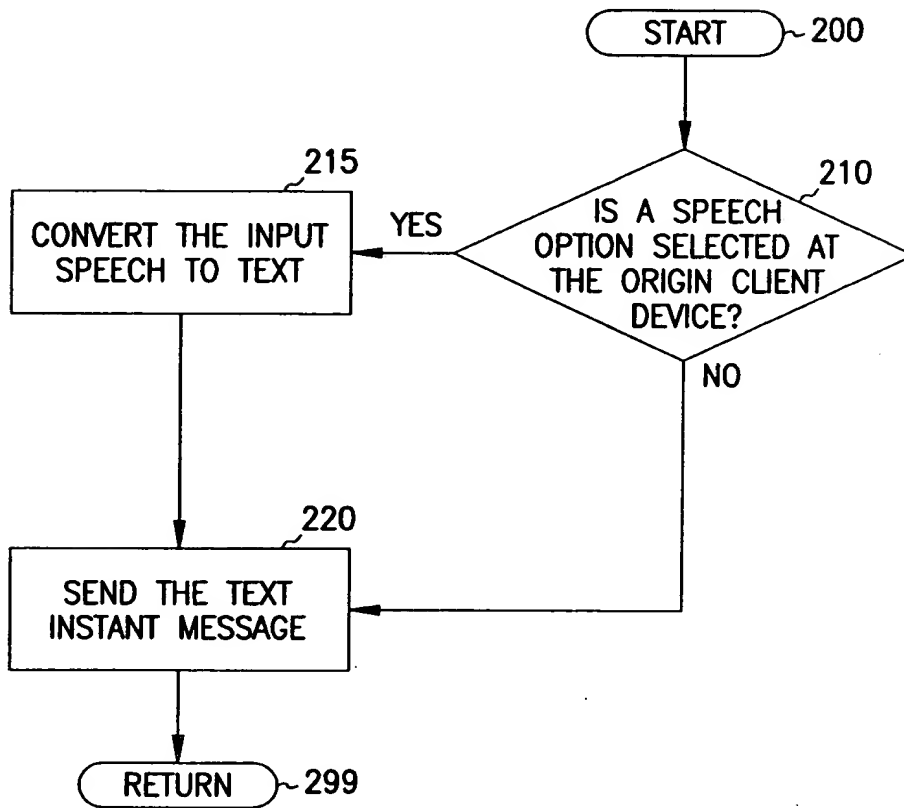 START
200
210
IS A SPEECH
OPTION SELECTED AT
THE ORIGIN CLIENT
DEVICE?
YES
NO
215
CONVERT THE INPUT
SPEECH TO TEXT
220
SEND THE TEXT
INSTANT MESSAGE
RETURN
299